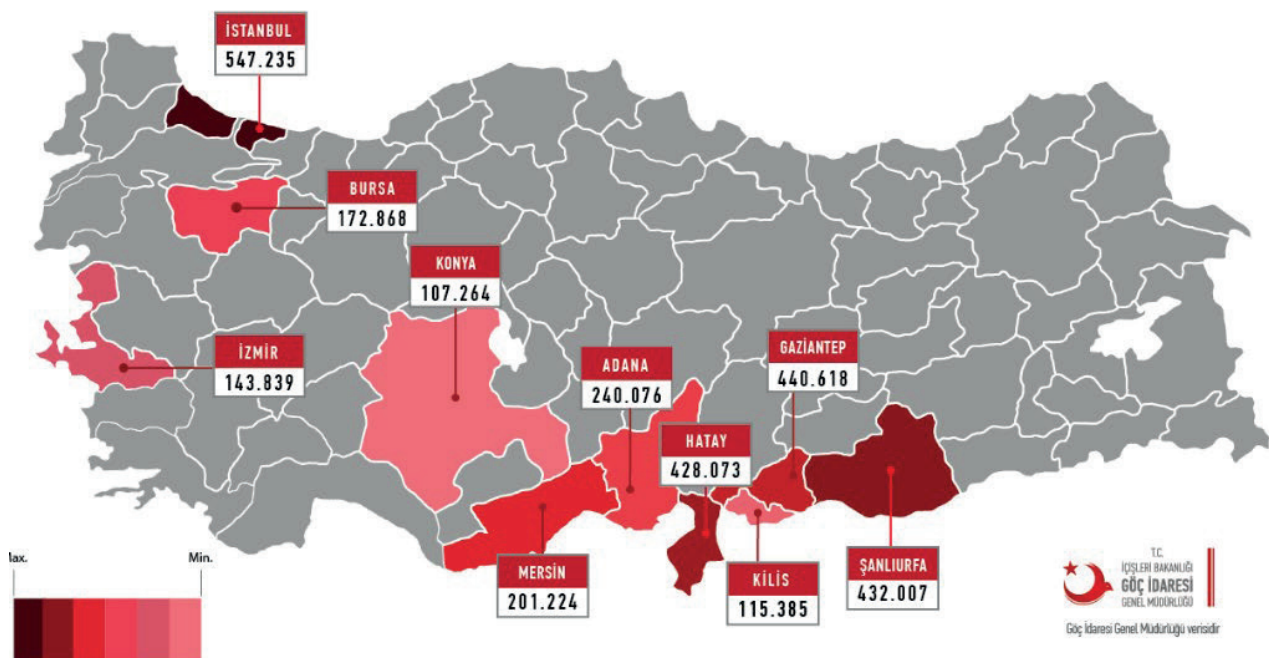 İSTANBUL
547.235
BURSA
172.868
KONYA
107.264
İZMİR
143.839
ADANA
240.076
GAZİANTEP
440.618
HATAY
428.073
MERSİN
201.224
KİLİS
115.385
ŞANLIURFA
432.007
lax.
Min.
T.C.
İÇİŞLERİ BAKANLIĞI
GÖÇ İDARESİ
GENEL MÜDÜRLÜĞÜ
Göç İdaresi Genel Müdürlüğü verisidir